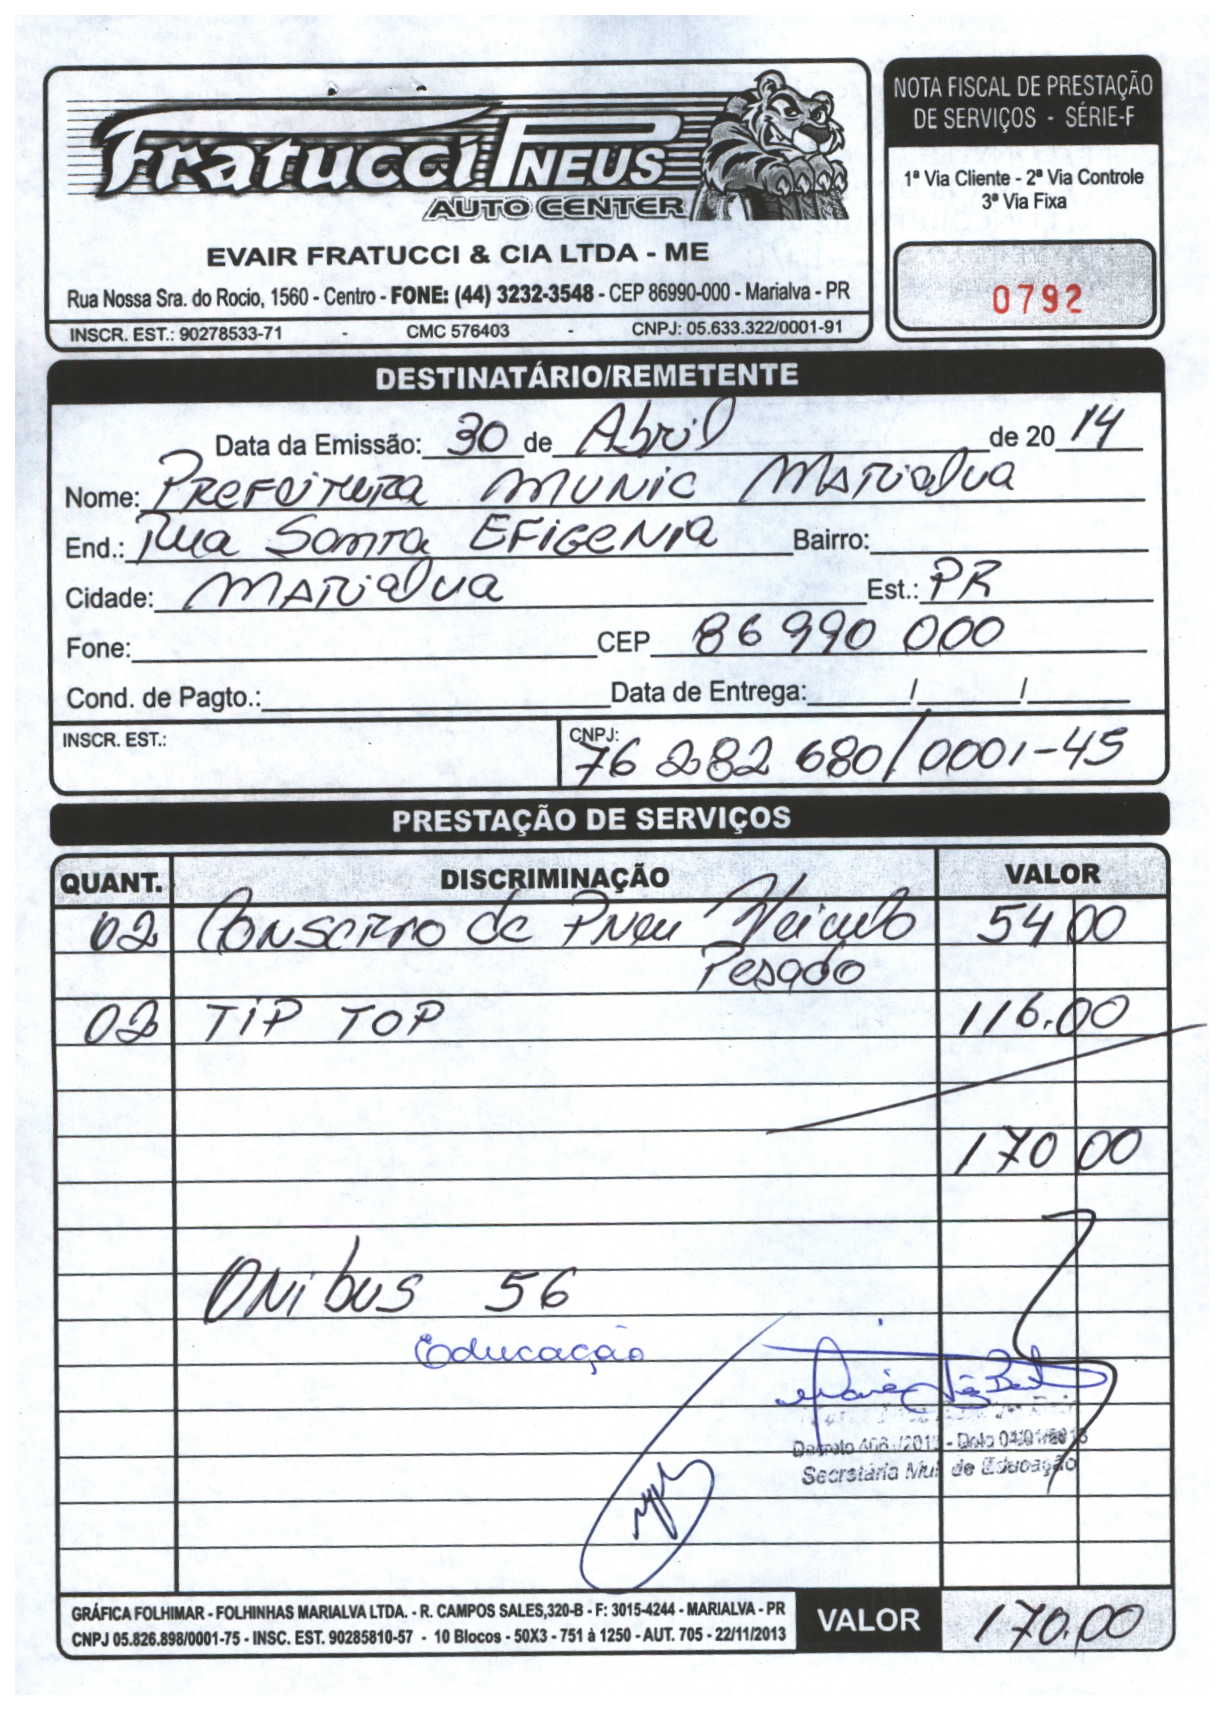 Fratucci PNEUS
AUTO CENTER
EVAIR FRATUCCI & CIA LTDA - ME
Rua Nossa Sra. do Rocio, 1560 - Centro - FONE: (44) 3232-3548 - CEP 86990-000 - Marialva - PR
INSCR. EST.: 90278533-71 - CMC 576403 - CNPJ: 05.633.322/0001-91
NOTA FISCAL DE PRESTAÇÃO
DE SERVIÇOS - SÉRIE-F
1ª Via Cliente - 2ª Via Controle
3ª Via Fixa
0792
DESTINATÁRIO/REMETENTE
Data da Emissão: 30 de Abril de 20 14
Nome: Prefeitura Munic Marialva
End.: Rua Santa Efigenia Bairro:
Cidade: Marialva Est.: PR
Fone: CEP 86990 000
Cond. de Pagto.: Data de Entrega: / /
INSCR. EST.: CNPJ: 76 282 680/0001-45
PRESTAÇÃO DE SERVIÇOS
QUANT. DISCRIMINAÇÃO VALOR
02 Conserto de Pneu Veiculo 54 00
Pesado
02 TIP TOP 116.00
170 00
Onibus 56
Educação
Secretária Mun. de Educação
GRÁFICA FOLHIMAR - FOLHINHAS MARIALVA LTDA. - R. CAMPOS SALES,320-B - F: 3015-4244 - MARIALVA - PR
CNPJ 05.826.898/0001-75 - INSC. EST. 90285810-57 - 10 Blocos - 50X3 - 751 à 1250 - AUT. 705 - 22/11/2013
VALOR 170.00